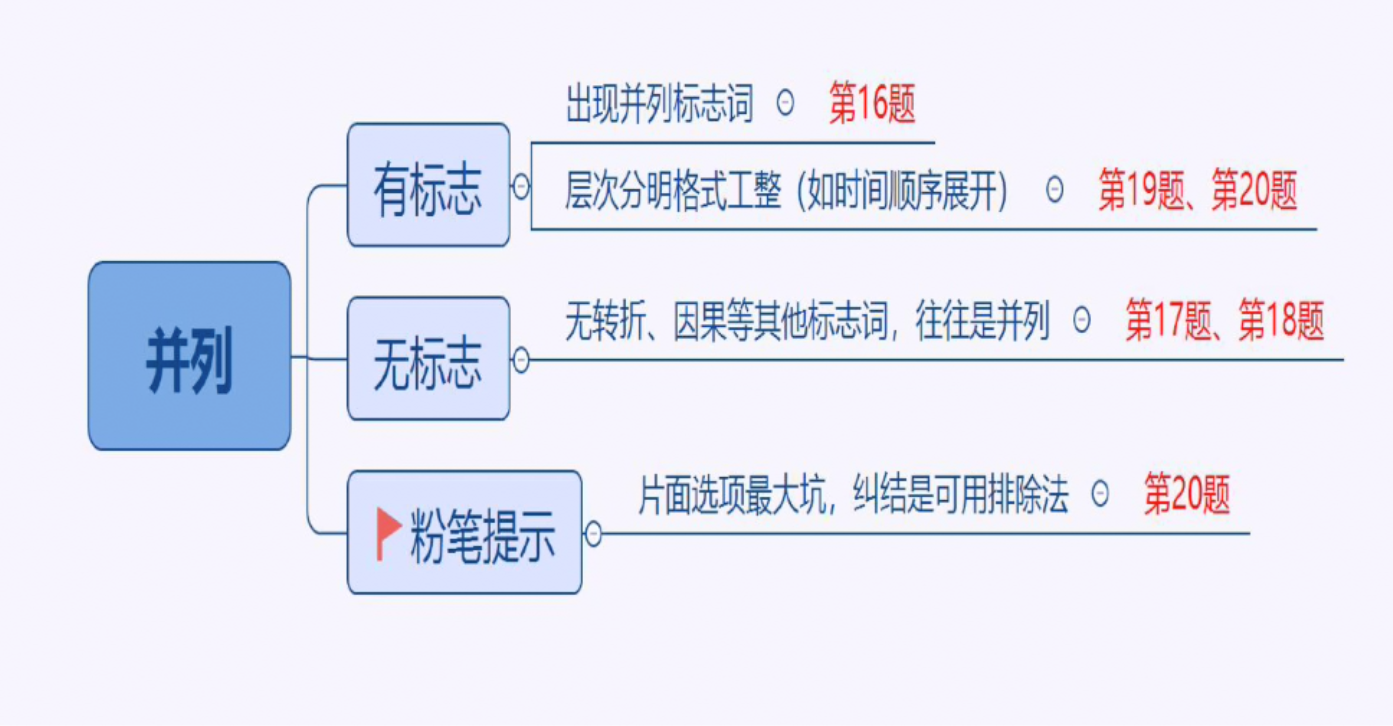 出现并列标志词 第16题
有标志
层次分明格式工整（如时间顺序展开） 第19题、第20题
并列
无标志
无转折、因果等其他标志词，往往是并列 第17题、第18题
粉笔提示
片面选项最大坑，纠结是可用排除法 第20题